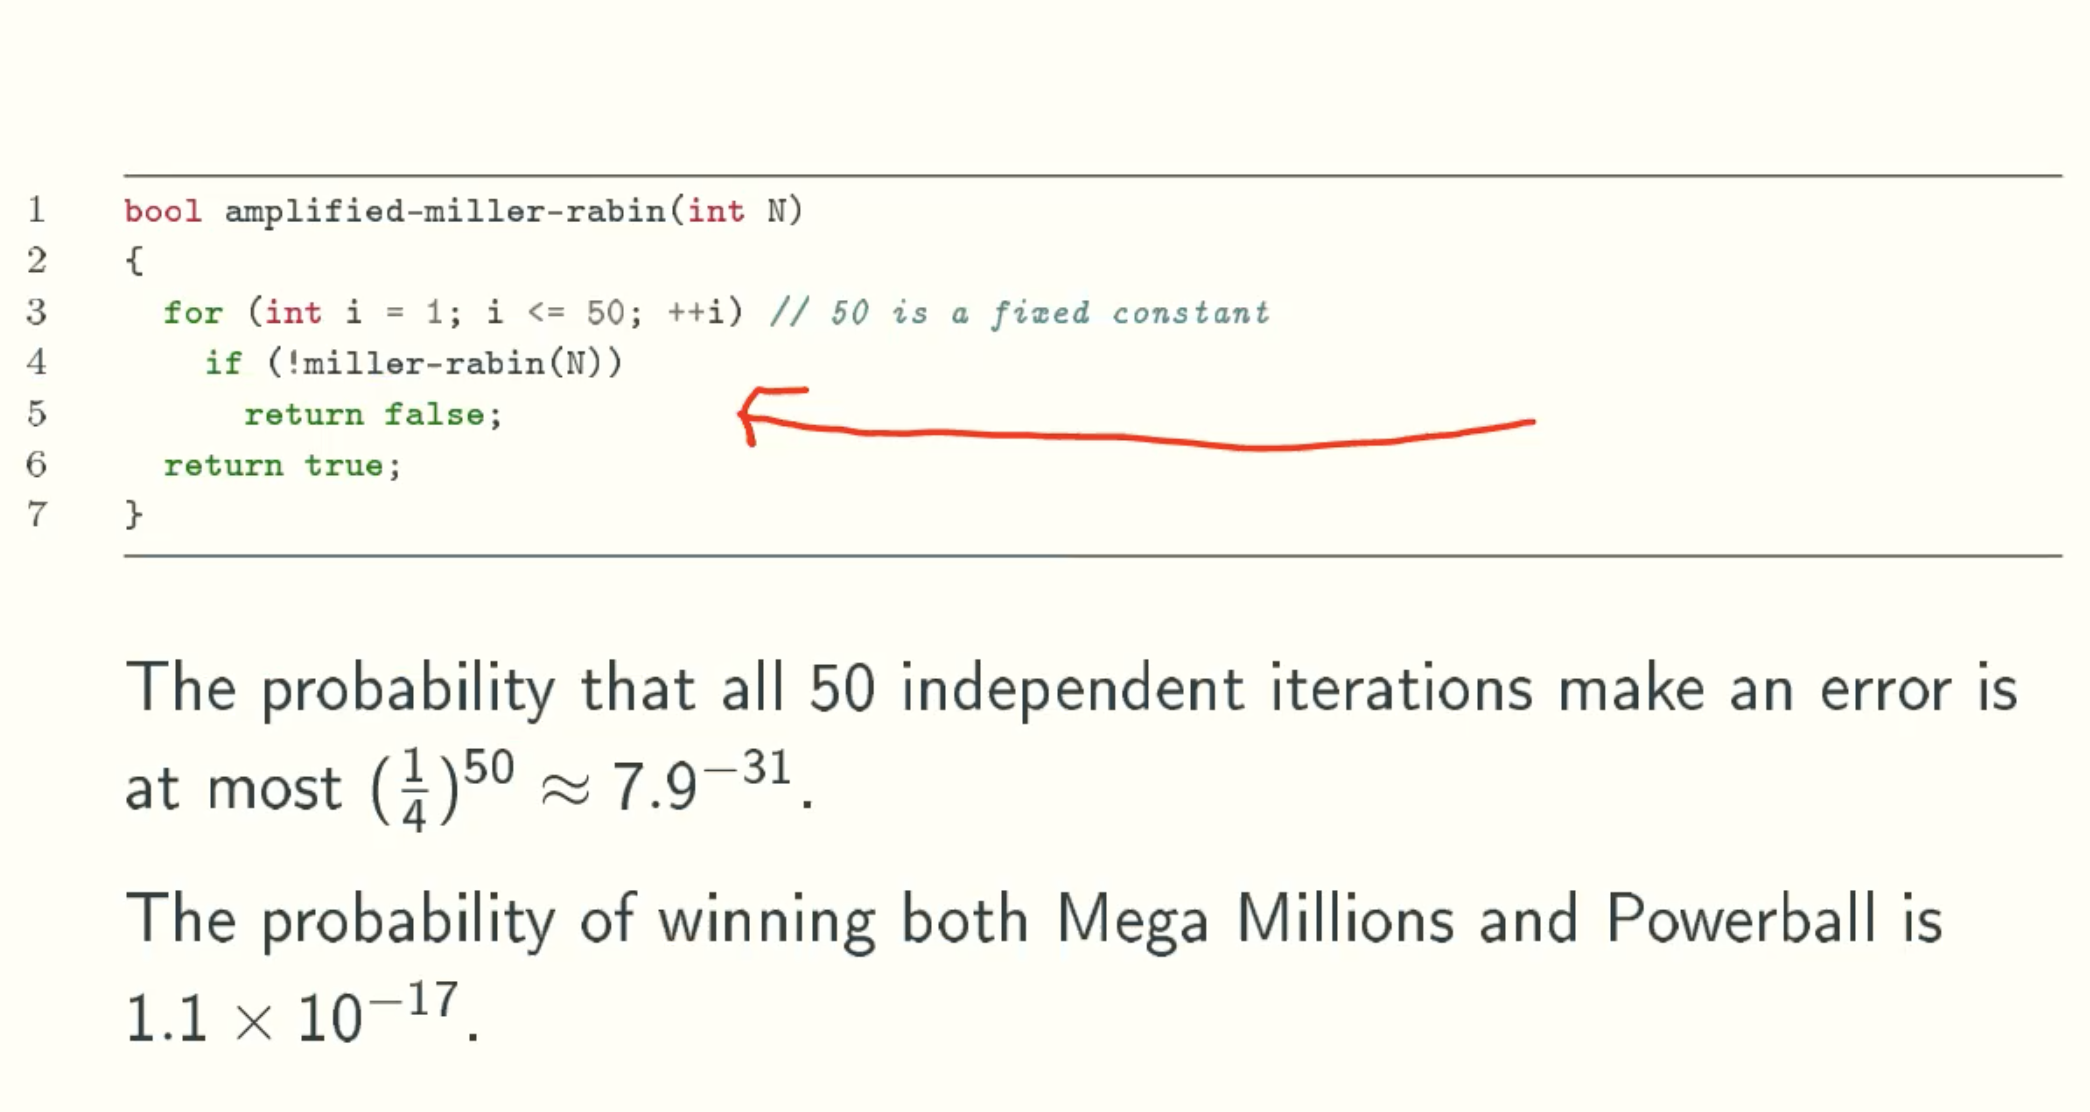 1 bool amplified-miller-rabin(int N)
2 {
3 for (int i = 1; i <= 50; ++i) // 50 is a fixed constant
4 if (!miller-rabin(N))
5 return false;
6 return true;
7 }
The probability that all 50 independent iterations make an error is
at most (1/4)^50 ≈ 7.9^−31.
The probability of winning both Mega Millions and Powerball is
1.1 × 10^−17.